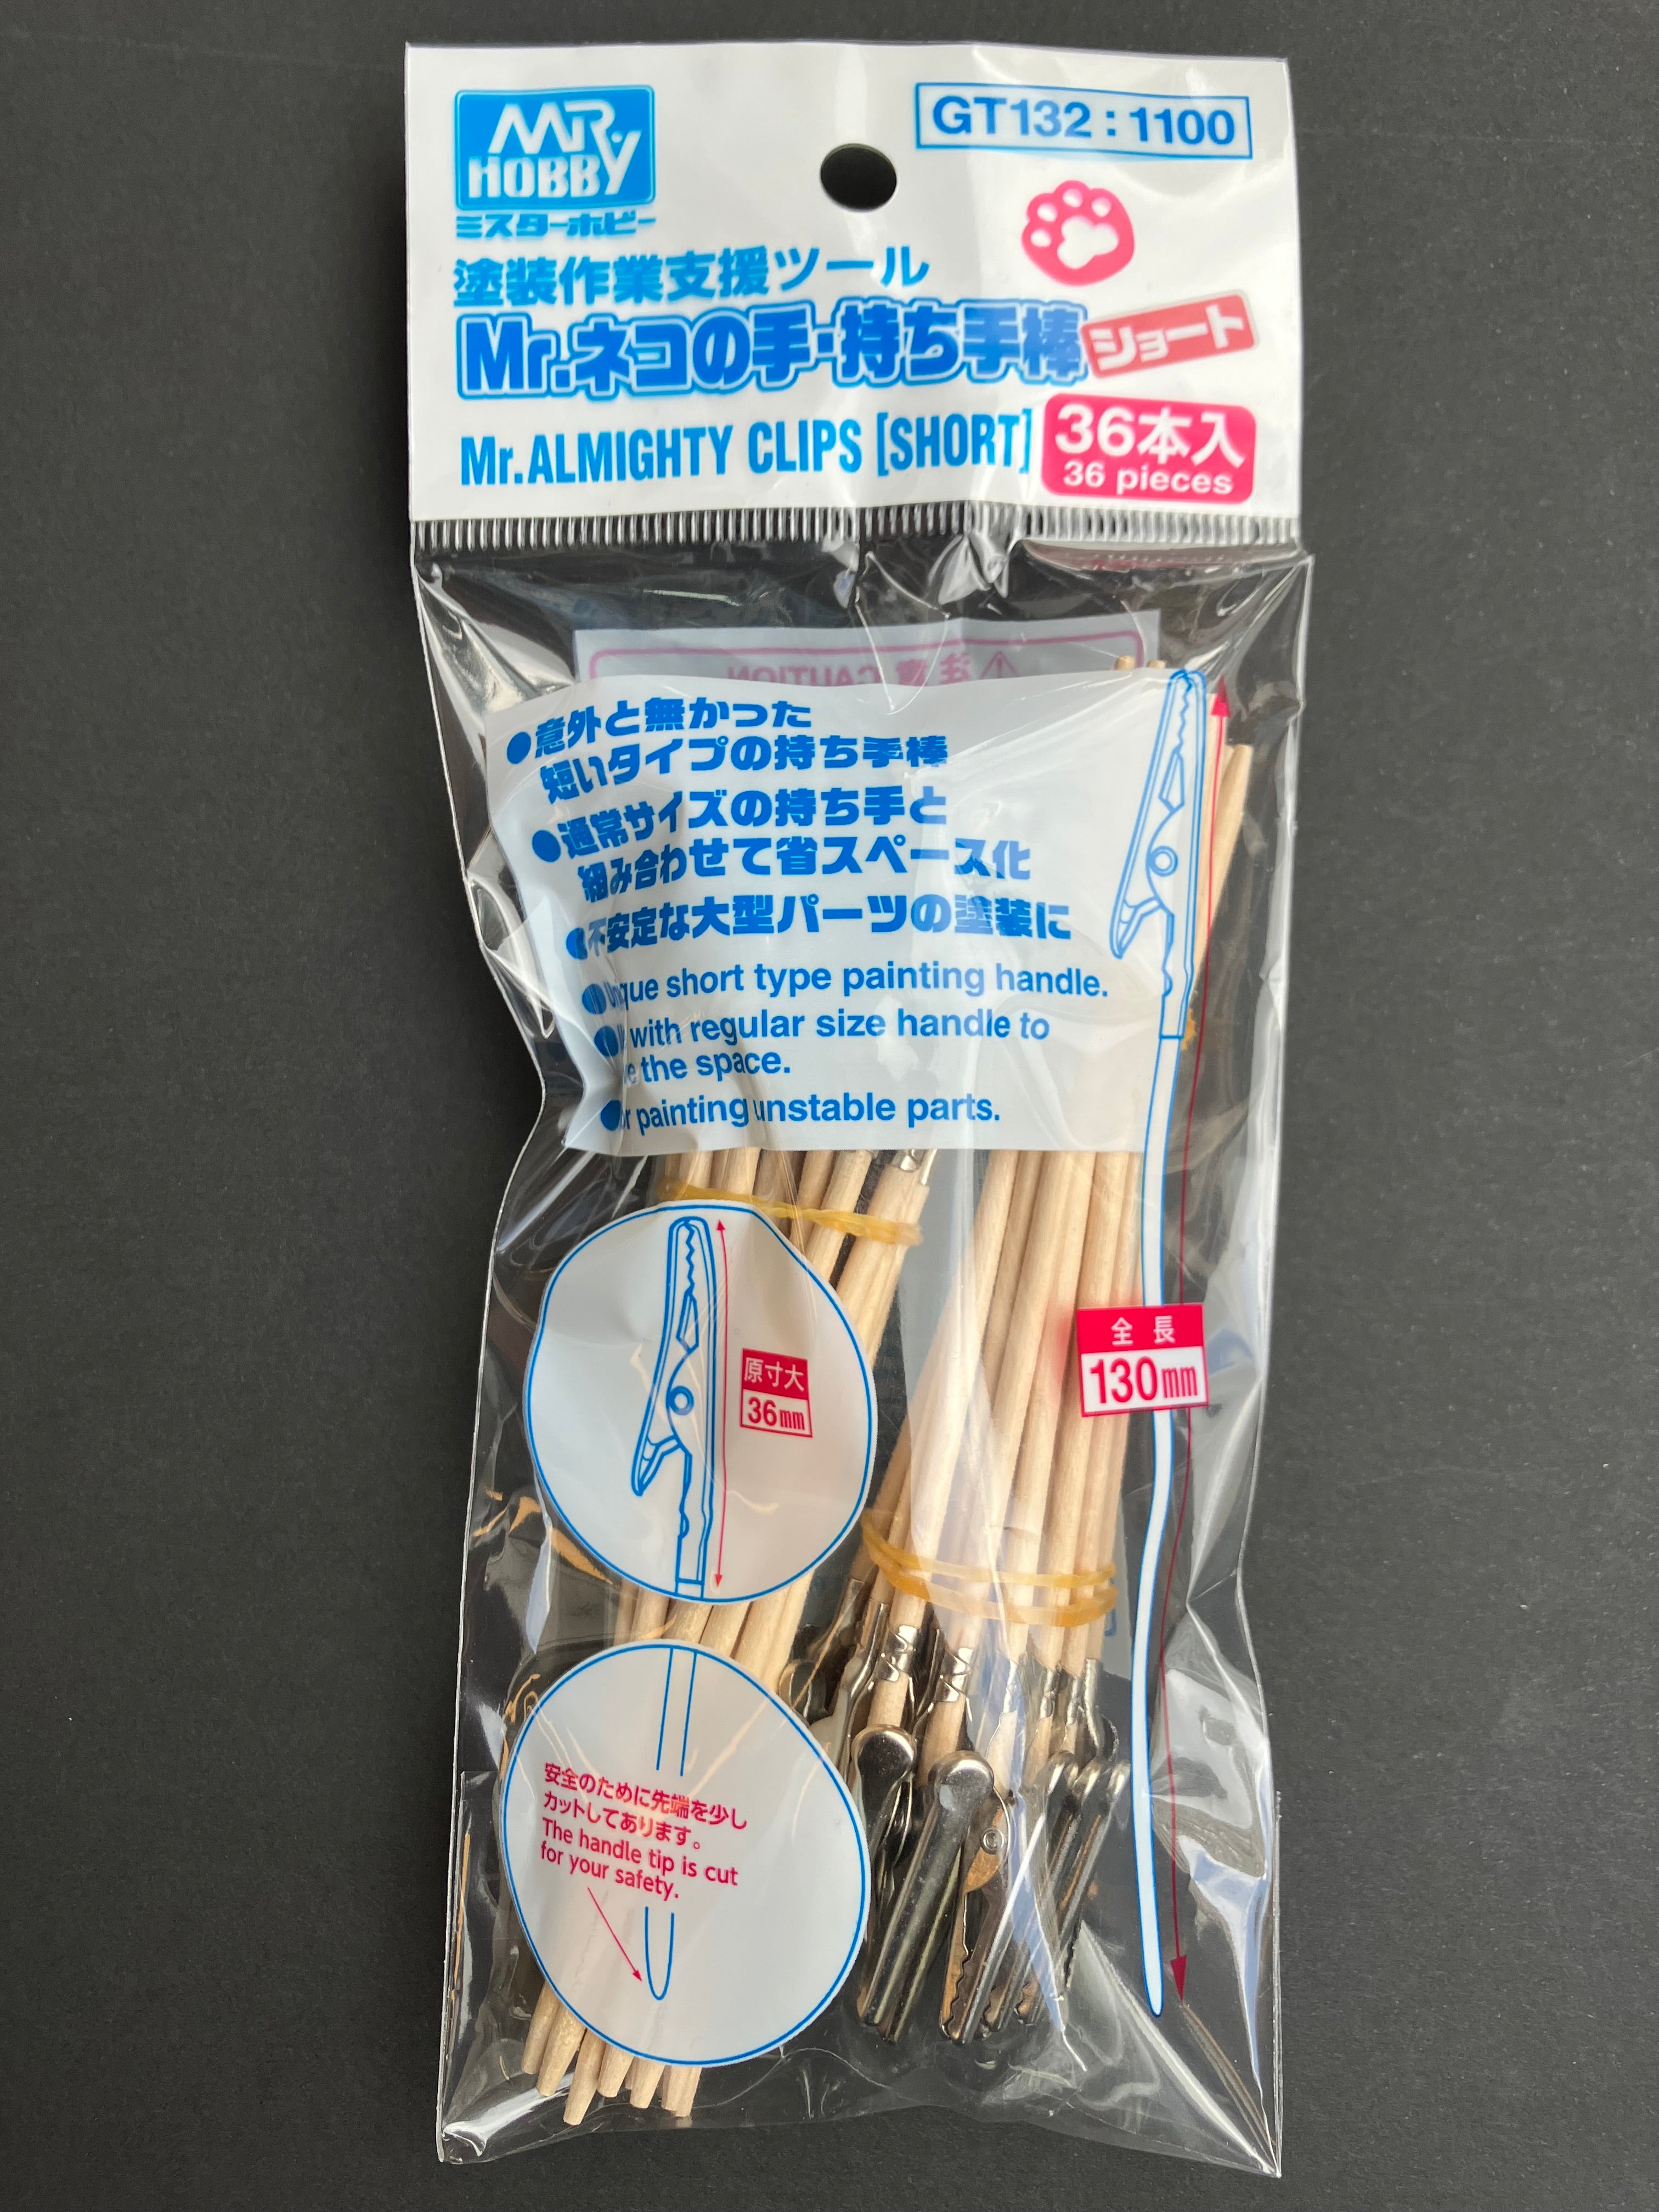 MR HOBBY
ミスターホビー
GT132:1100
塗装作業支援ツール
Mr.ネコの手・持ち手棒 ショート
Mr.ALMIGHTY CLIPS [SHORT]
36本入
36 pieces
注意 CAUTION
●意外と無かった
短いタイプの持ち手棒
●通常サイズの持ち手と
組み合わせて省スペース化
●不安定な大型パーツの塗装に
short type painting handle.
with regular size handle to
the space.
painting unstable parts.
原寸大
36mm
全長
130mm
安全のために先端を少し
カットしてあります。
The handle tip is cut
for your safety.